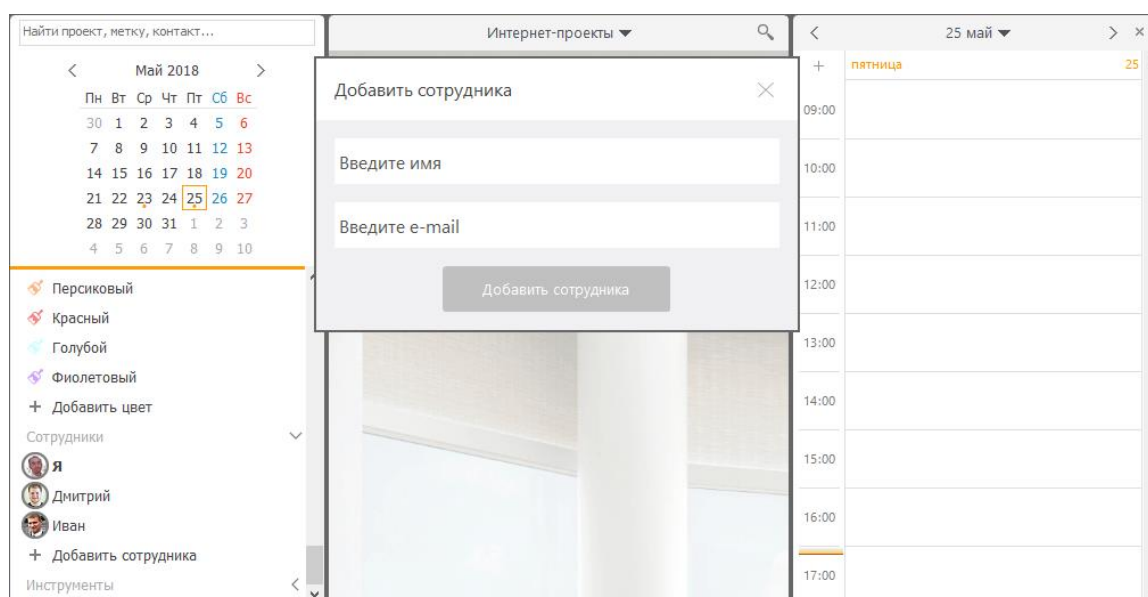 Найти проект, метку, контакт...
Май 2018
Пн Вт Ср Чт Пт Сб Вс
30 1 2 3 4 5 6
7 8 9 10 11 12 13
14 15 16 17 18 19 20
21 22 23 24 25 26 27
28 29 30 31 1 2 3
4 5 6 7 8 9 10
Персиковый
Красный
Голубой
Фиолетовый
+ Добавить цвет
Сотрудники
Я
Дмитрий
Иван
+ Добавить сотрудника
Инструменты
Интернет-проекты
Добавить сотрудника
Введите имя
Введите e-mail
Добавить сотрудника
25 май
пятница 25
09:00
10:00
11:00
12:00
13:00
14:00
15:00
16:00
17:00